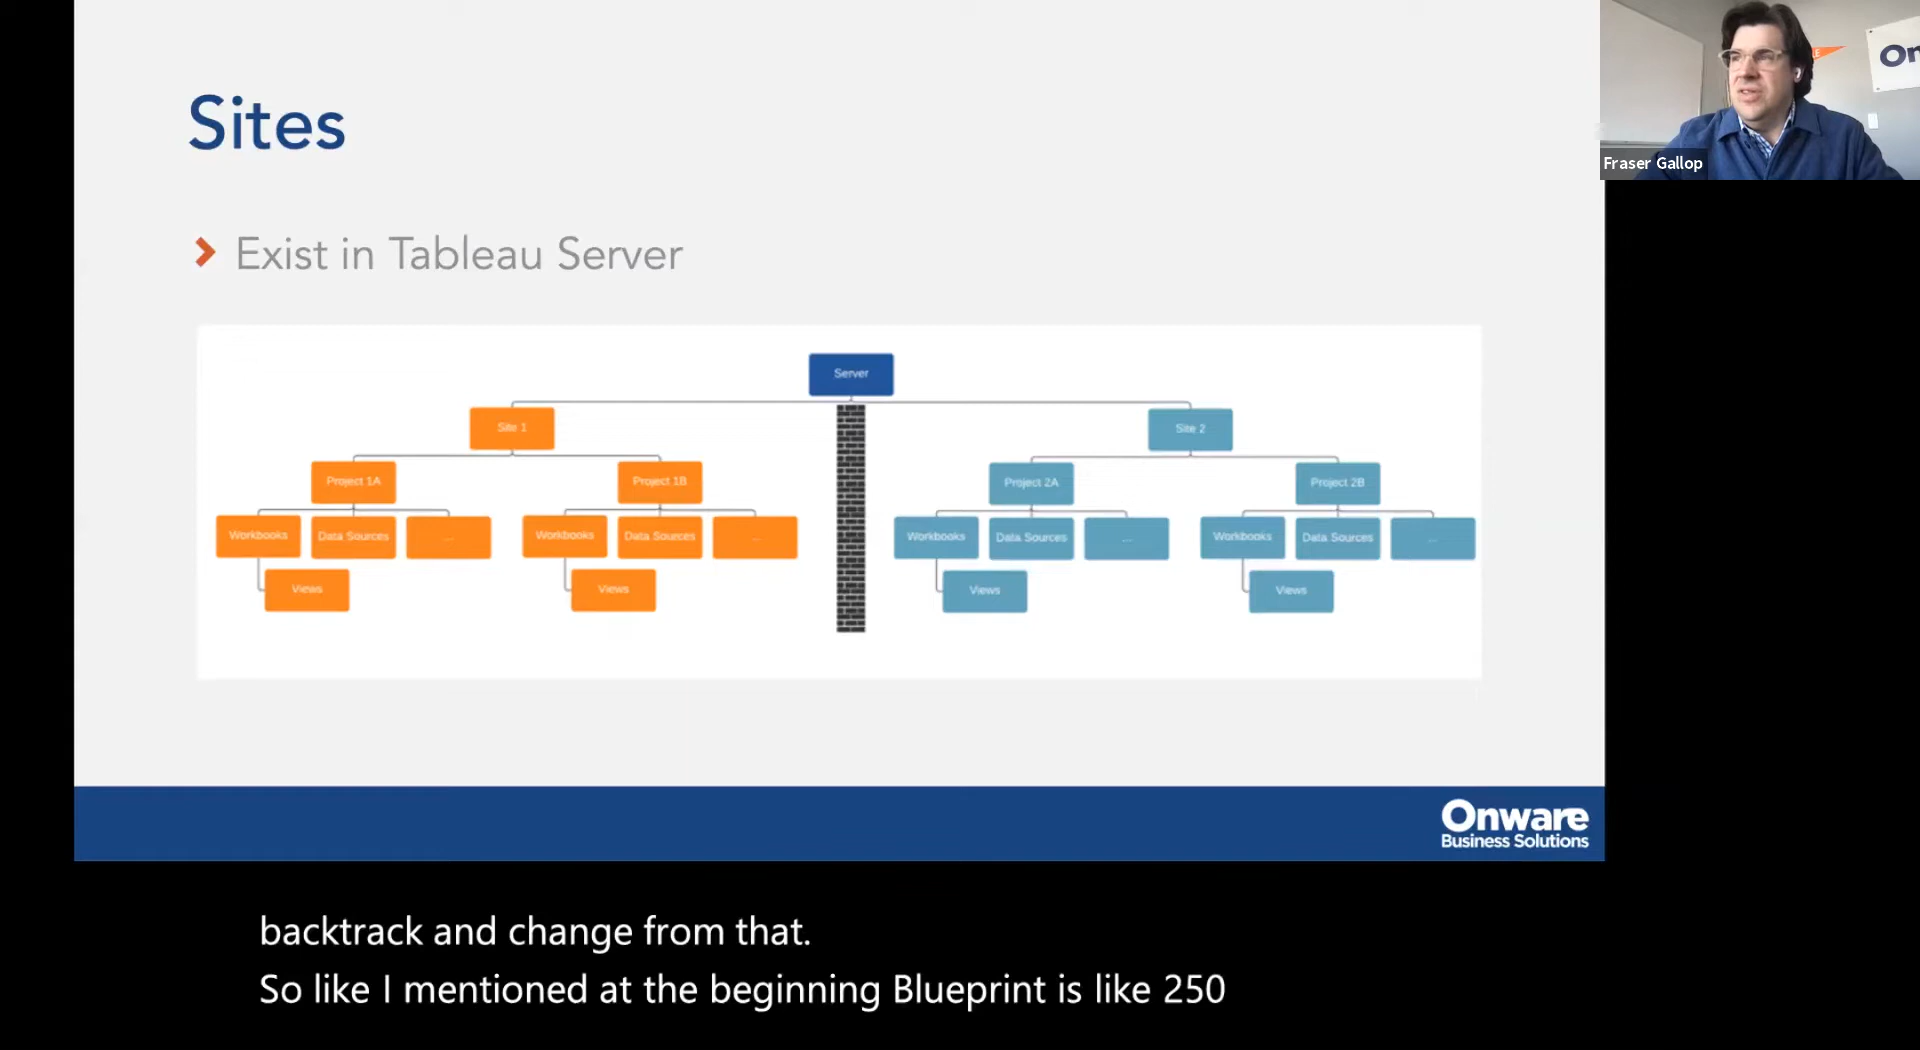 Sites
Exist in Tableau Server
Server
Site 1
Site 2
Project 1A
Project 1B
Project 2A
Project 2B
Workbooks
Data Sources
...
Workbooks
Data Sources
...
Workbooks
Data Sources
...
Workbooks
Data Sources
...
Views
Views
Views
Views
Onware
Business Solutions
Fraser Gallop
backtrack and change from that.
So like I mentioned at the beginning Blueprint is like 250